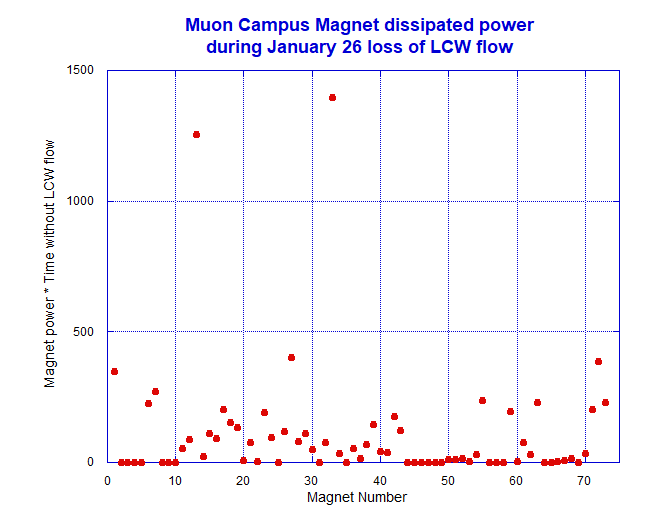 Muon Campus Magnet dissipated power
during January 26 loss of LCW flow
1500
1000
500
0
Magnet power * Time without LCW flow
0 10 20 30 40 50 60 70
Magnet Number